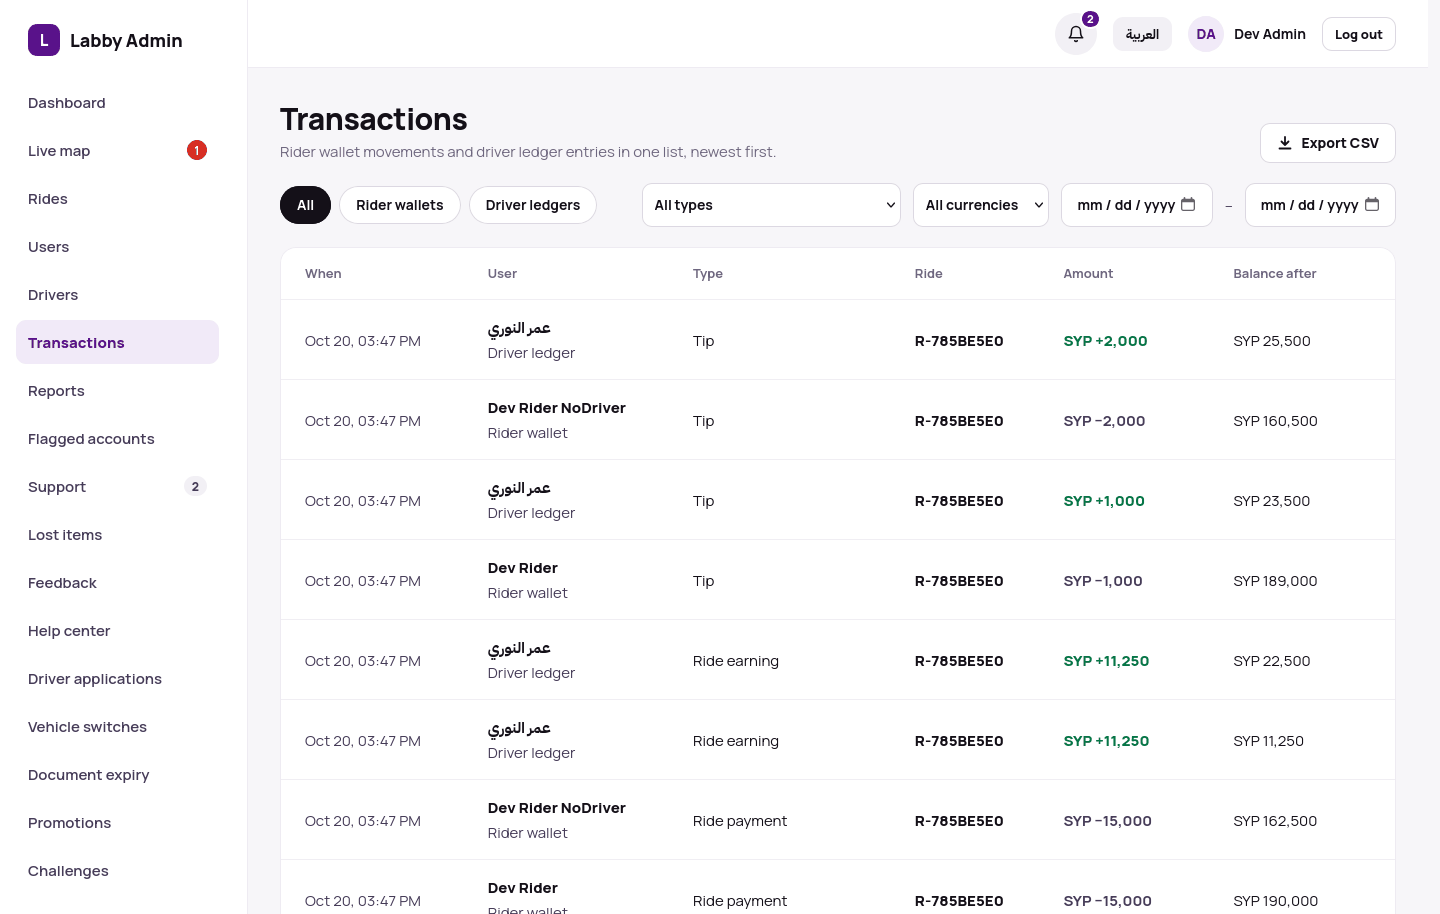 L Labby Admin
Dashboard
Live map 1
Rides
Users
Drivers
Transactions
Reports
Flagged accounts
Support 2
Lost items
Feedback
Help center
Driver applications
Vehicle switches
Document expiry
Promotions
Challenges
2 العربية DA Dev Admin Log out
Transactions
Rider wallet movements and driver ledger entries in one list, newest first.
Export CSV
All Rider wallets Driver ledgers All types All currencies mm / dd / yyyy – mm / dd / yyyy
When User Type Ride Amount Balance after
Oct 20, 03:47 PM عمر النوري Tip R-785BE5E0 SYP +2,000 SYP 25,500
Driver ledger
Oct 20, 03:47 PM Dev Rider NoDriver Tip R-785BE5E0 SYP −2,000 SYP 160,500
Rider wallet
Oct 20, 03:47 PM عمر النوري Tip R-785BE5E0 SYP +1,000 SYP 23,500
Driver ledger
Oct 20, 03:47 PM Dev Rider Tip R-785BE5E0 SYP −1,000 SYP 189,000
Rider wallet
Oct 20, 03:47 PM عمر النوري Ride earning R-785BE5E0 SYP +11,250 SYP 22,500
Driver ledger
Oct 20, 03:47 PM عمر النوري Ride earning R-785BE5E0 SYP +11,250 SYP 11,250
Driver ledger
Oct 20, 03:47 PM Dev Rider NoDriver Ride payment R-785BE5E0 SYP −15,000 SYP 162,500
Rider wallet
Oct 20, 03:47 PM Dev Rider Ride payment R-785BE5E0 SYP −15,000 SYP 190,000
Rider wallet